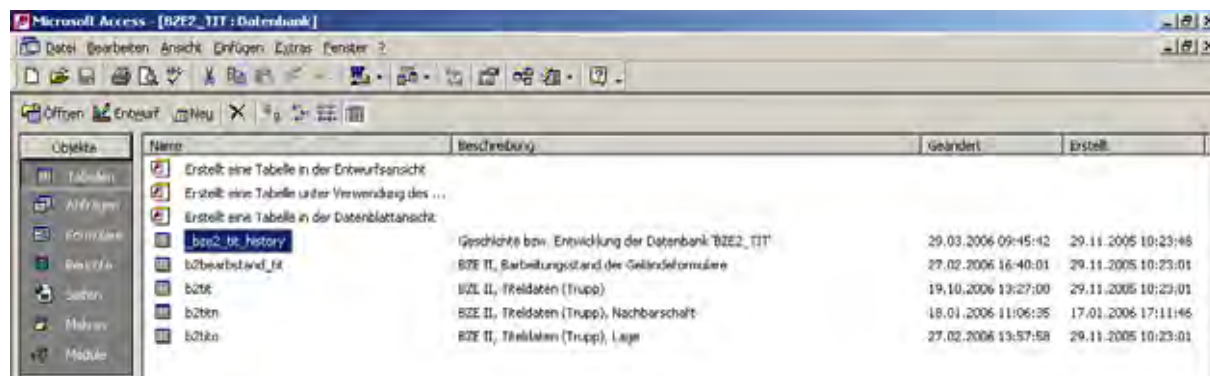 Microsoft Access - [BZE2_TIT : Datenbank]
Datei Bearbeiten Ansicht Einfügen Extras Fenster ?
Öffnen Entwurf Neu
Objekte Name Beschreibung Geändert Erstellt
Tabellen Erstellt eine Tabelle in der Entwurfsansicht
Abfragen Erstellt eine Tabelle unter Verwendung des ...
Erstellt eine Tabelle in der Datenblattansicht
Formulare _bze2_tit_history Geschichte bzw. Entwicklung der Datenbank 'BZE2_TIT' 29.03.2006 09:45:42 29.11.2005 10:23:48
Berichte b2bearbstand_tit BZE II, Barbeitungsstand der Geländeformulare 27.02.2006 16:40:01 29.11.2005 10:23:01
Seiten b2tit BZE II, Titeldaten (Trupp) 19.10.2006 13:27:00 29.11.2005 10:23:01
Makros BZE II, Titeldaten (Trupp), Nachbarschaft 18.01.2006 11:06:35 17.01.2006 17:11:46
Module BZE II, Titeldaten (Trupp), Lage 27.02.2006 13:57:58 29.11.2005 10:23:01